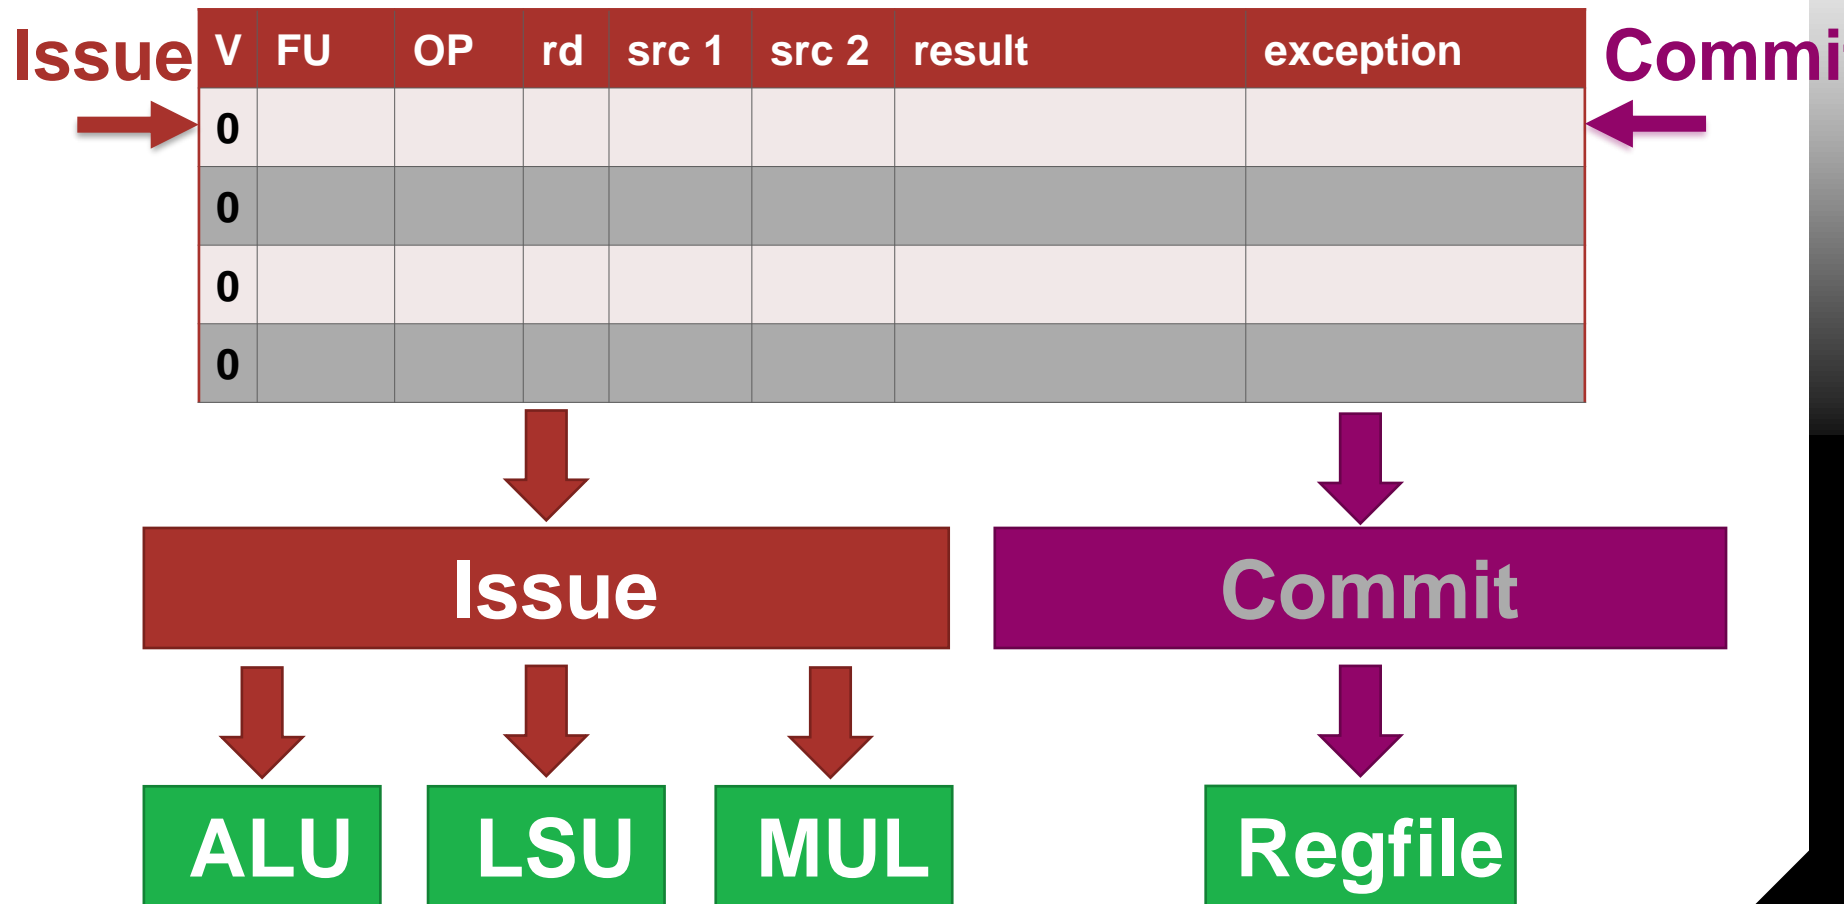 Issue
V FU OP rd src 1 src 2 result exception
Commi
0
0
0
0
Issue
Commit
ALU LSU MUL Regfile